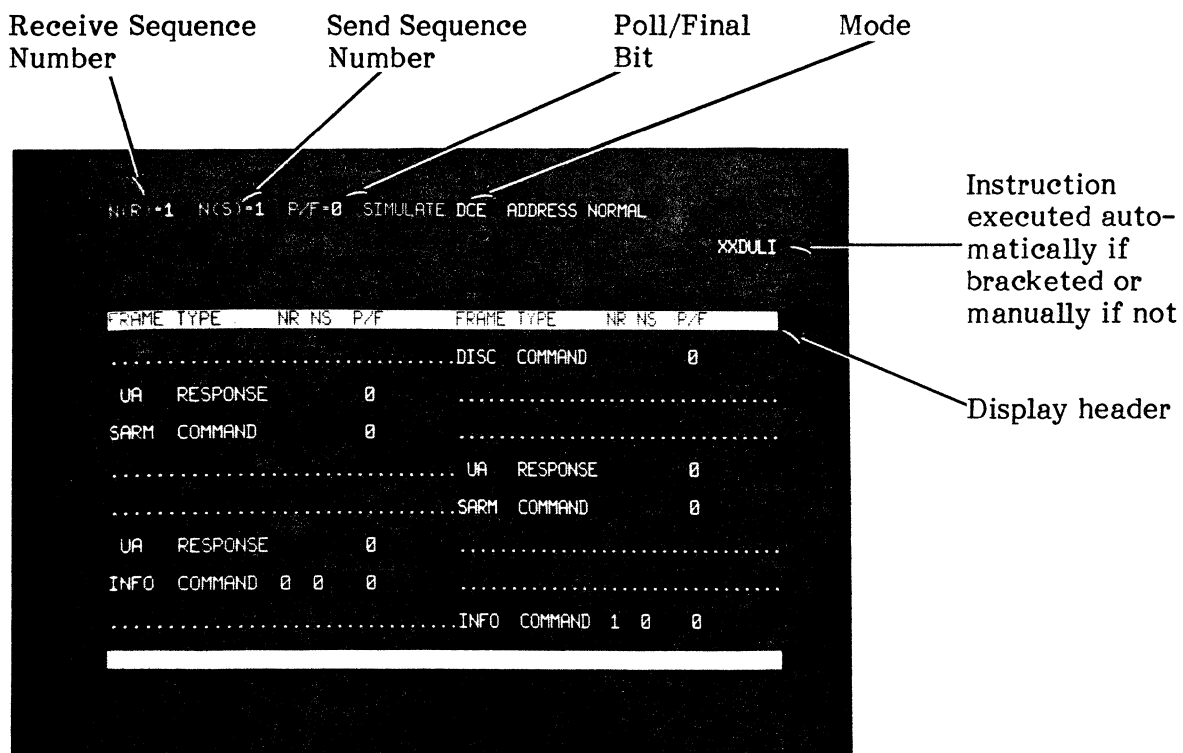 Receive Sequence Number
Send Sequence Number
Poll/Final Bit
Mode
N(R)=1 N(S)=1 P/F=0 SIMULATE DCE ADDRESS NORMAL
XXDULI
Instruction executed auto-
matically if
bracketed or
manually if not
FRAME TYPE NR NS P/F FRAME TYPE NR NS P/F
Display header
................................DISC COMMAND 0
UA RESPONSE 0 ..............................
SARM COMMAND 0 ..............................
................................ UA RESPONSE 0
................................SARM COMMAND 0
UA RESPONSE 0 ..............................
INFO COMMAND 0 0 0 ..............................
................................INFO COMMAND 1 0 0